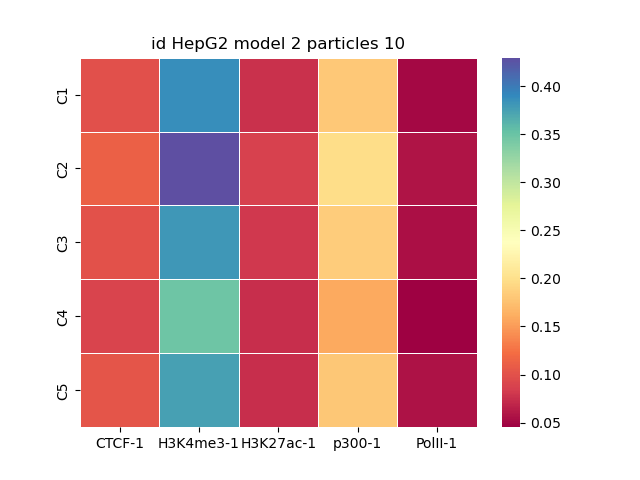 id HepG2 model 2 particles 10
C1
C2
C3
C4
C5
CTCF-1 H3K4me3-1 H3K27ac-1 p300-1 PolII-1
0.40
0.35
0.30
0.25
0.20
0.15
0.10
0.05